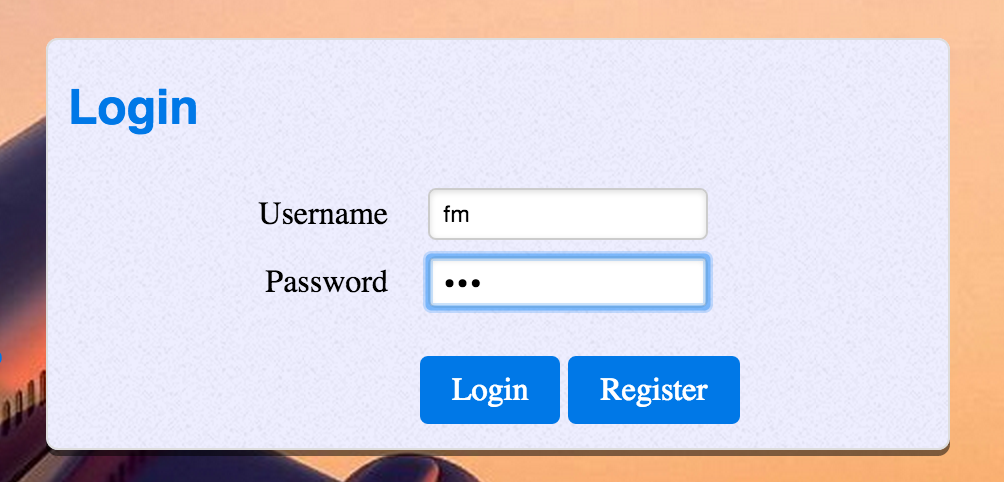 Login
Username fm
Password •••
Login Register